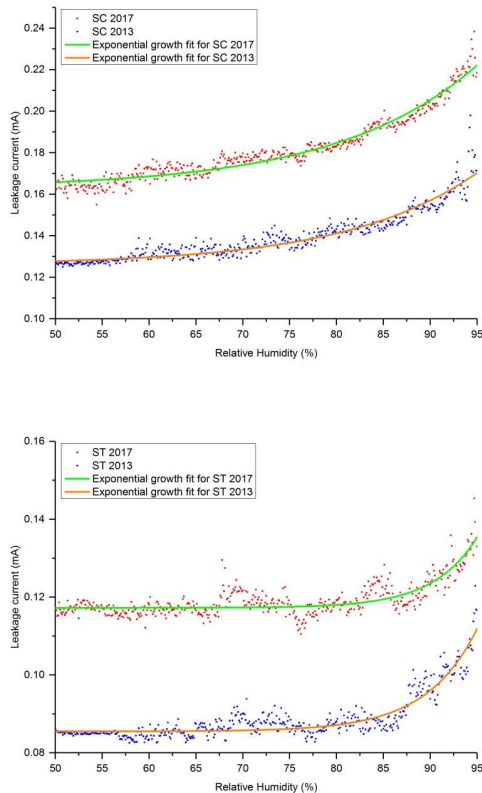 SC 2017
SC 2013
Exponential growth fit for SC 2017
Exponential growth fit for SC 2013
0.24
0.22
0.20
0.18
0.16
0.14
0.12
0.10
Leakage current (mA)
50 55 60 65 70 75 80 85 90 95
Relative Humidity (%)
ST 2017
ST 2013
Exponential growth fit for ST 2017
Exponential growth fit for ST 2013
0.16
0.14
0.12
0.10
0.08
Leakage current (mA)
50 55 60 65 70 75 80 85 90 95
Relative Humidity (%)